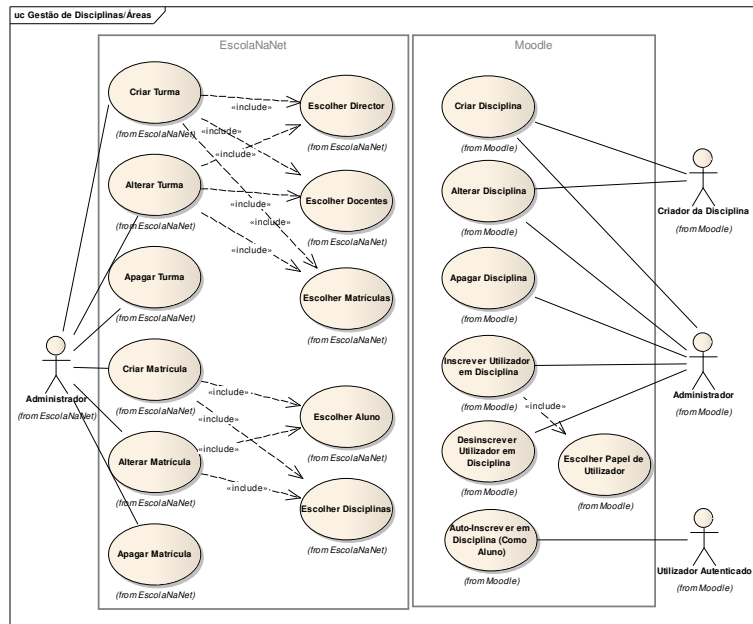 uc Gestão de Disciplinas/Áreas
EscolaNaNet
Criar Turma
(from EscolaNaNet)
Alterar Turma
(from EscolaNaNet)
Apagar Turma
(from EscolaNaNet)
Criar Matrícula
(from EscolaNaNet)
Alterar Matrícula
(from EscolaNaNet)
Apagar Matrícula
(from EscolaNaNet)
«include»
«include»
«include»
«include»
«include»
«include»
Escolher Director
(from EscolaNaNet)
Escolher Docentes
(from EscolaNaNet)
Escolher Matrículas
(from EscolaNaNet)
«include»
«include»
«include»
«include»
Escolher Aluno
(from EscolaNaNet)
Escolher Disciplinas
(from EscolaNaNet)
Administrador
(from EscolaNaNet)
Moodle
Criar Disciplina
(from Moodle)
Alterar Disciplina
(from Moodle)
Apagar Disciplina
(from Moodle)
Inscrever Utilizador
em Disciplina
(from Moodle)
«include»
Desinscrever
Utilizador em
Disciplina
(from Moodle)
Escolher Papel de
Utilizador
(from Moodle)
Auto-Inscrever em
Disciplina (Como
Aluno)
(from Moodle)
Criador da Disciplina
(from Moodle)
Administrador
(from Moodle)
Utilizador Autenticado
(from Moodle)